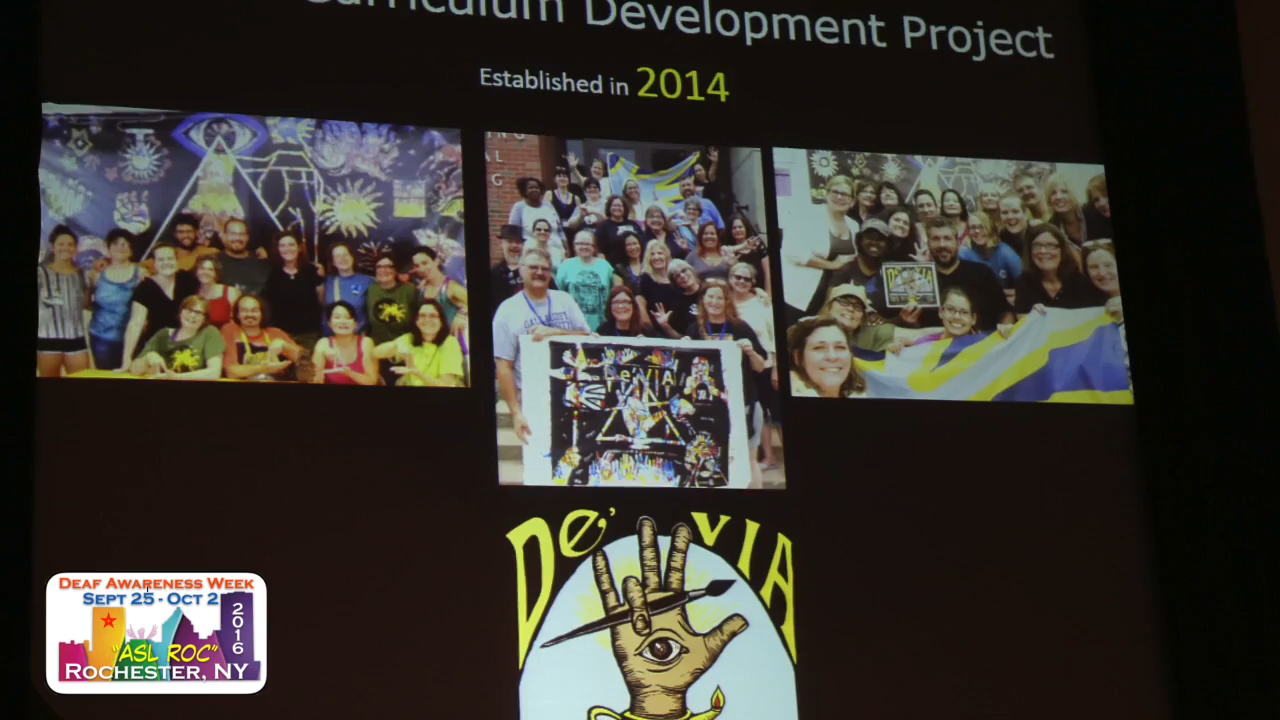 Curriculum Development Project
Established in 2014
De'VIA
De'VIA
DEAF AWARENESS WEEK
SEPT 25 - OCT 2
2016
"ASL ROC"
ROCHESTER, NY